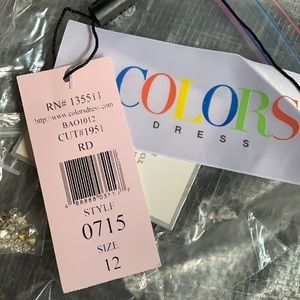 RN# 135511
http://www.colorsdress.com
BAO1012
CUT#1951
RD
STYLE
0715
SIZE
12
COLORS
DRESS